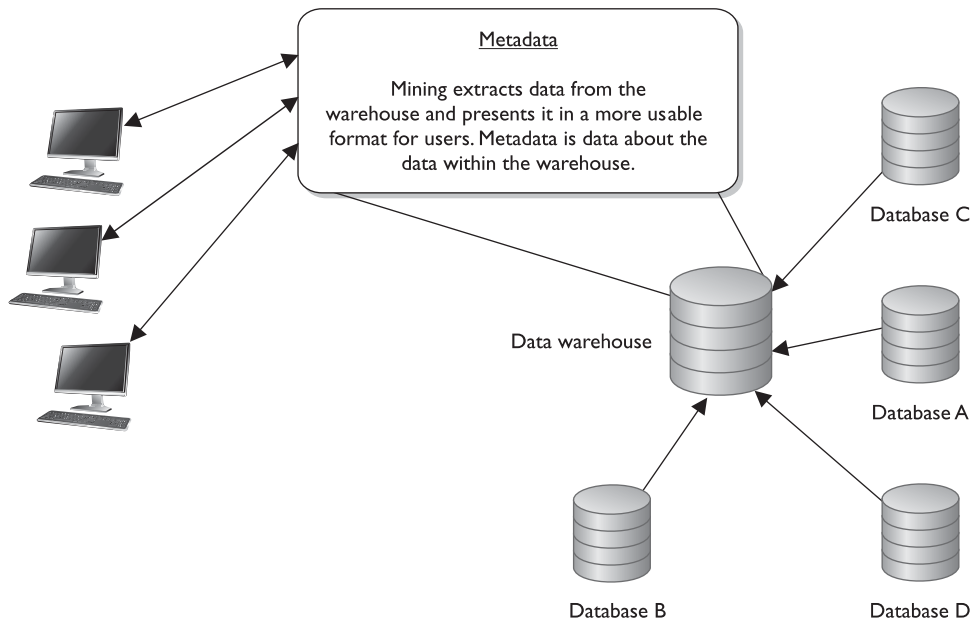 Metadata
Mining extracts data from the
warehouse and presents it in a more usable
format for users. Metadata is data about the
data within the warehouse.
Database C
Data warehouse
Database A
Database B
Database D